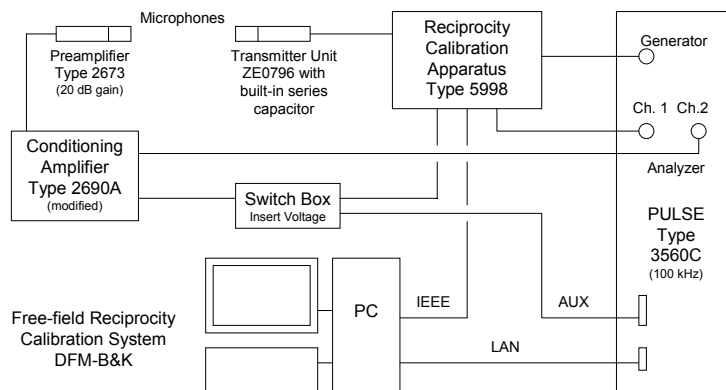 Microphones
Preamplifier
Type 2673
(20 dB gain)
Transmitter Unit
ZE0796 with
built-in series
capacitor
Reciprocity
Calibration
Apparatus
Type 5998
Generator
Ch. 1 Ch.2
Analyzer
Conditioning
Amplifier
Type 2690A
(modified)
Switch Box
Insert Voltage
PULSE
Type
3560C
(100 kHz)
PC
IEEE
AUX
LAN
Free-field Reciprocity
Calibration System
DFM-B&K